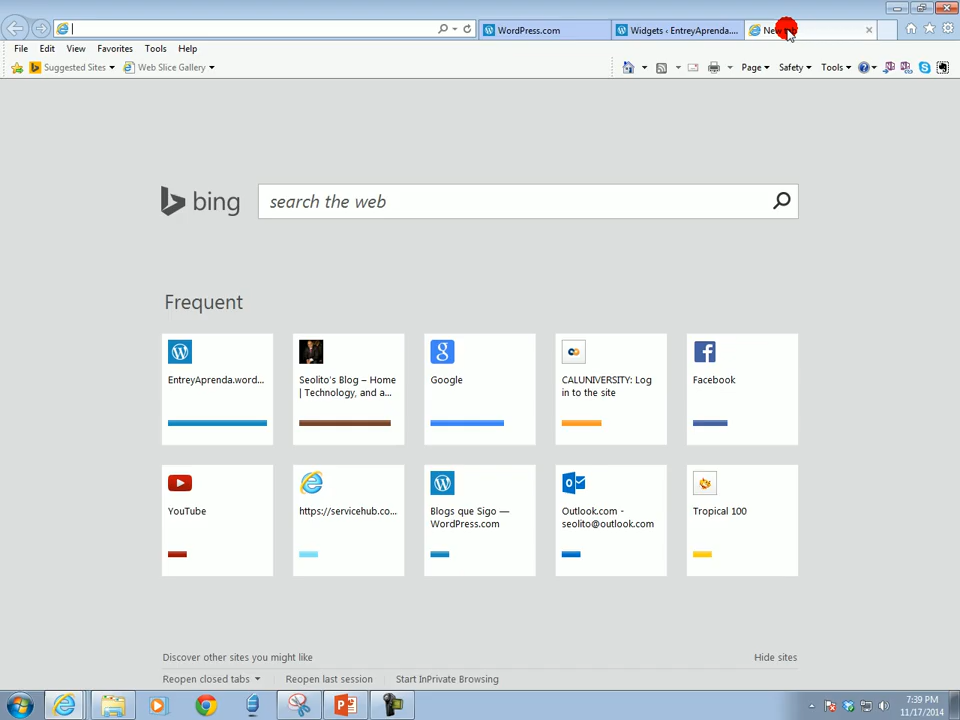 WordPress.com
Widgets ‹ EntreyAprenda....
File Edit View Favorites Tools Help
Suggested Sites
Web Slice Gallery
Page Safety Tools
bing
search the web
Frequent
EntreyAprenda.word...
Seolito's Blog – Home
| Technology, and a...
Google
CALUNIVERSITY: Log
in to the site
Facebook
YouTube
https://servicehub.co...
Blogs que Sigo —
WordPress.com
Outlook.com -
seolito@outlook.com
Tropical 100
Discover other sites you might like
Hide sites
Reopen closed tabs
Reopen last session
Start InPrivate Browsing
7:39 PM
11/17/2014